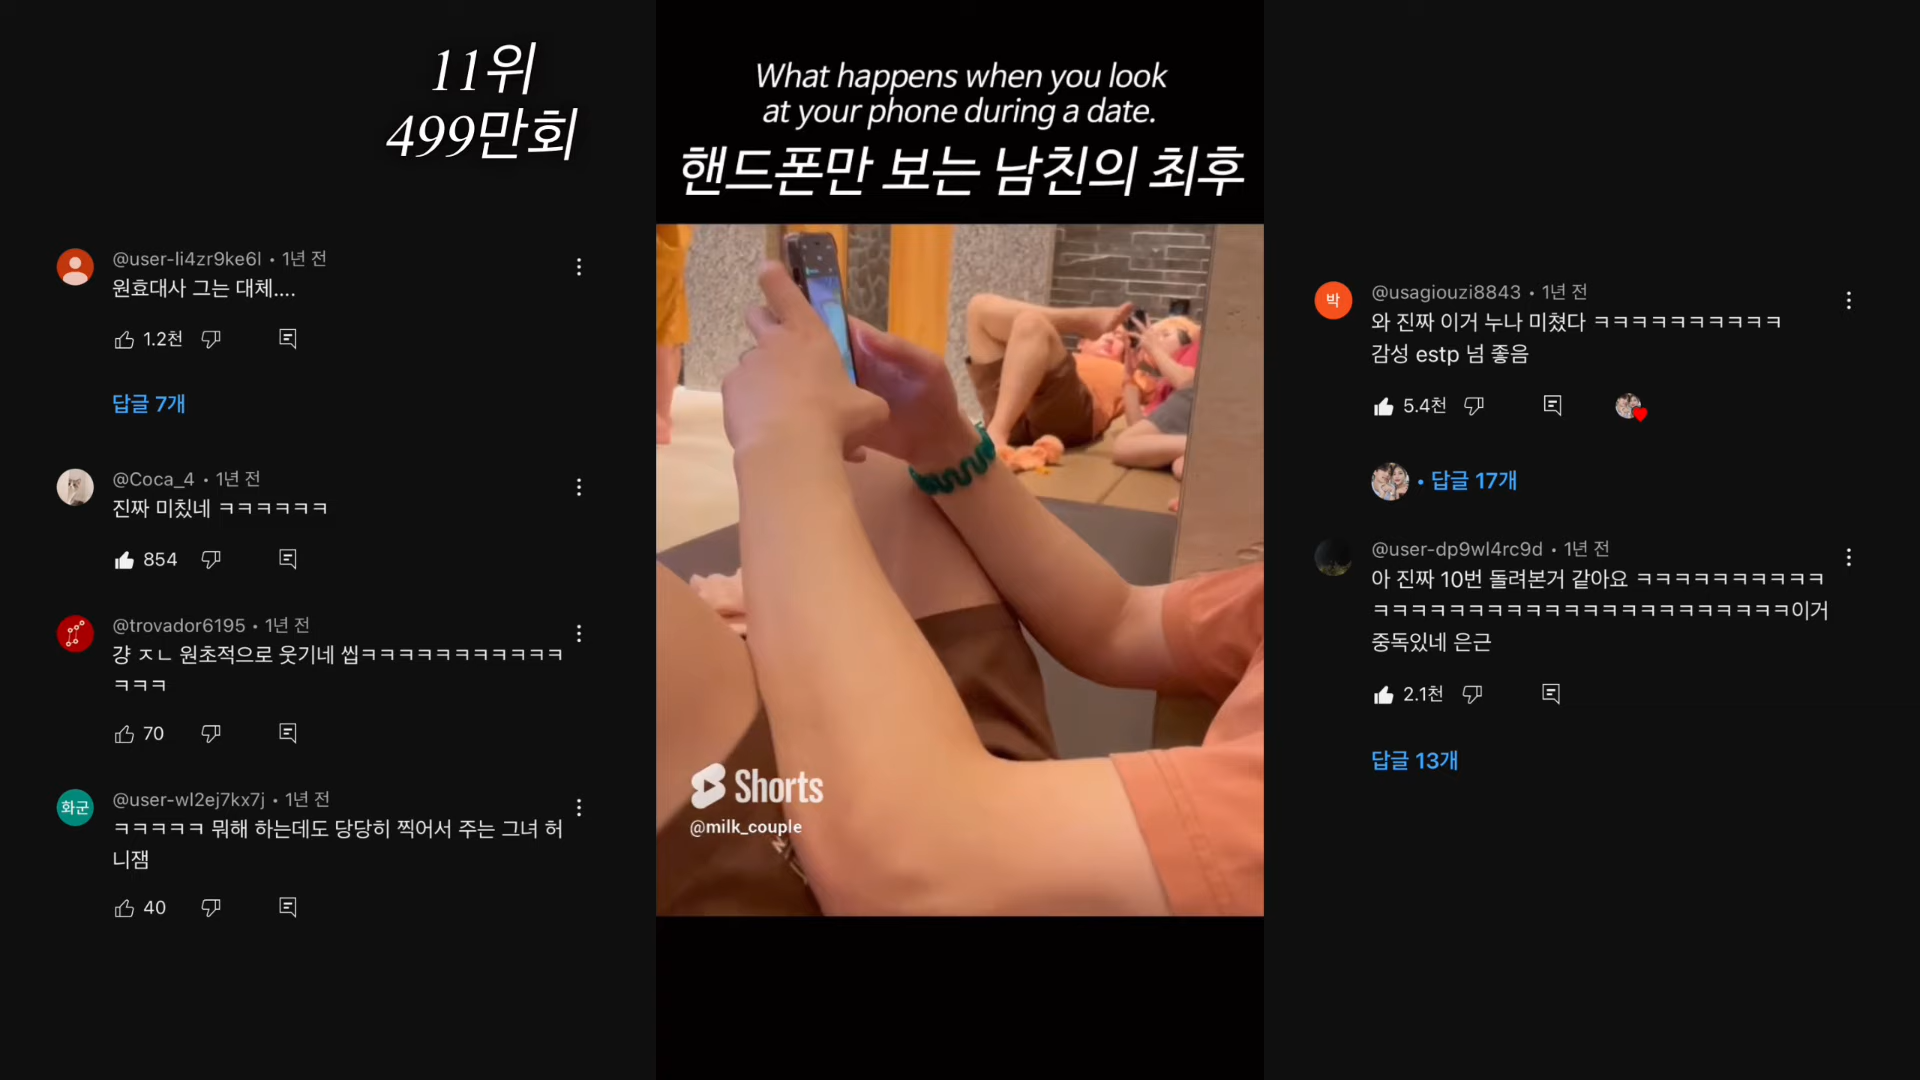 11위
499만회
@user-li4zr9ke6l • 1년 전
원효대사 그는 대체....
1.2천
답글 7개
@Coca_4 • 1년 전
진짜 미칬네 ㅋㅋㅋㅋㅋㅋ
854
@trovador6195 • 1년 전
걍 ㅈㄴ 원초적으로 웃기네 씹ㅋㅋㅋㅋㅋㅋㅋㅋㅋㅋㅋ
ㅋㅋㅋ
70
화군
@user-wl2ej7kx7j • 1년 전
ㅋㅋㅋㅋㅋ 뭐해 하는데도 당당히 찍어서 주는 그녀 허
니잼
40
What happens when you look
at your phone during a date.
핸드폰만 보는 남친의 최후
Shorts
@milk_couple
박
@usagiouzi8843 • 1년 전
와 진짜 이거 누나 미쳤다 ㅋㅋㅋㅋㅋㅋㅋㅋㅋㅋ
감성 estp 넘 좋음
5.4천
• 답글 17개
@user-dp9wl4rc9d • 1년 전
아 진짜 10번 돌려본거 같아요 ㅋㅋㅋㅋㅋㅋㅋㅋㅋㅋ
ㅋㅋㅋㅋㅋㅋㅋㅋㅋㅋㅋㅋㅋㅋㅋㅋㅋㅋㅋㅋㅋㅋ이거
중독있네 은근
2.1천
답글 13개